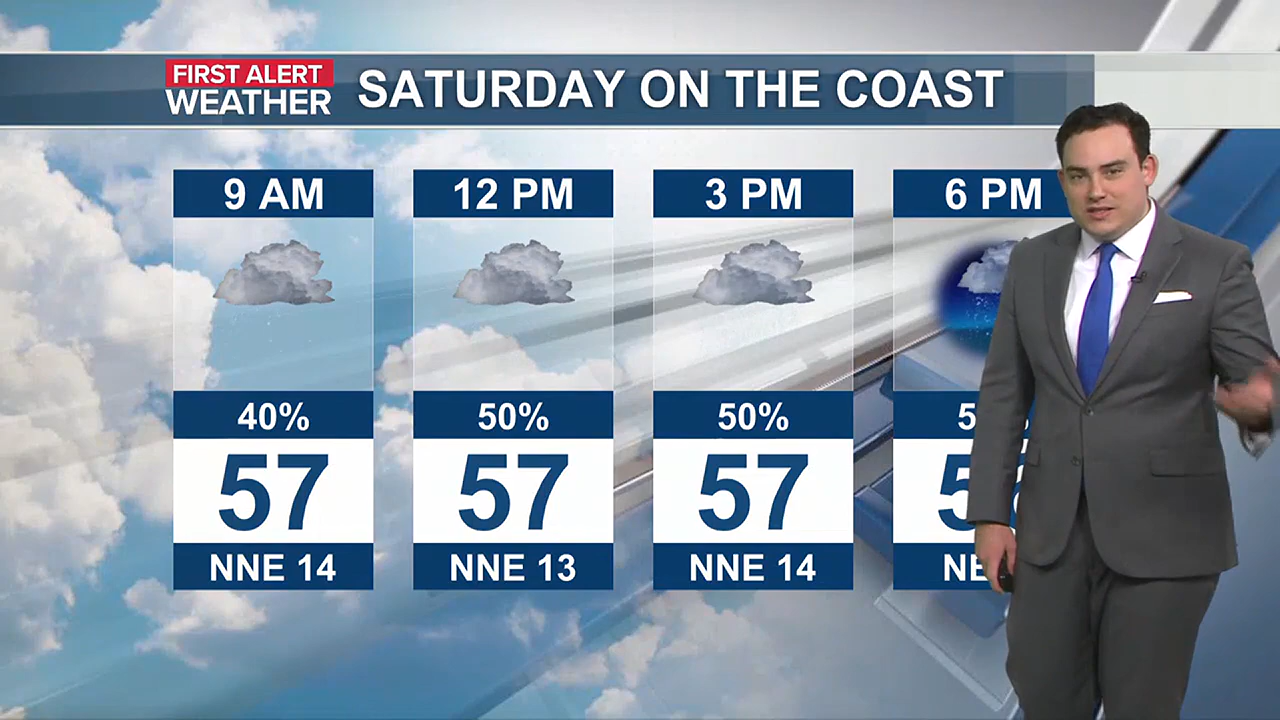 FIRST ALERT
WEATHER
SATURDAY ON THE COAST
9 AM
12 PM
3 PM
6 PM
40%
50%
50%
57
57
57
NNE 14
NNE 13
NNE 14